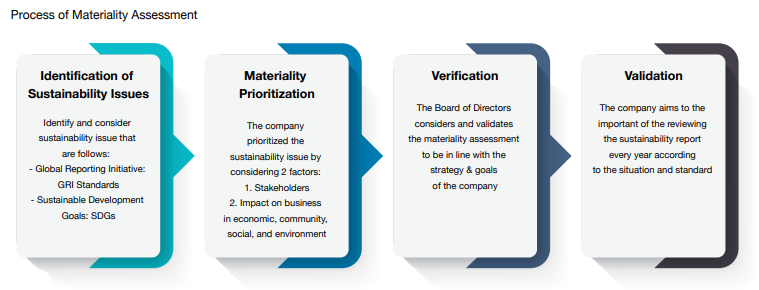 Process of Materiality Assessment
Identification of
Sustainability Issues
Identify and consider
sustainability issue that
are follows:
- Global Reporting Initiative:
GRI Standards
- Sustainable Development
Goals: SDGs
Materiality
Prioritization
The company
prioritized the
sustainability issue by
considering 2 factors:
1. Stakeholders
2. Impact on business
in economic, community,
social, and environment
Verification
The Board of Directors
considers and validates
the materiality assessment
to be in line with the
strategy & goals
of the company
Validation
The company aims to the
important of the reviewing
the sustainability report
every year according
to the situation and standard